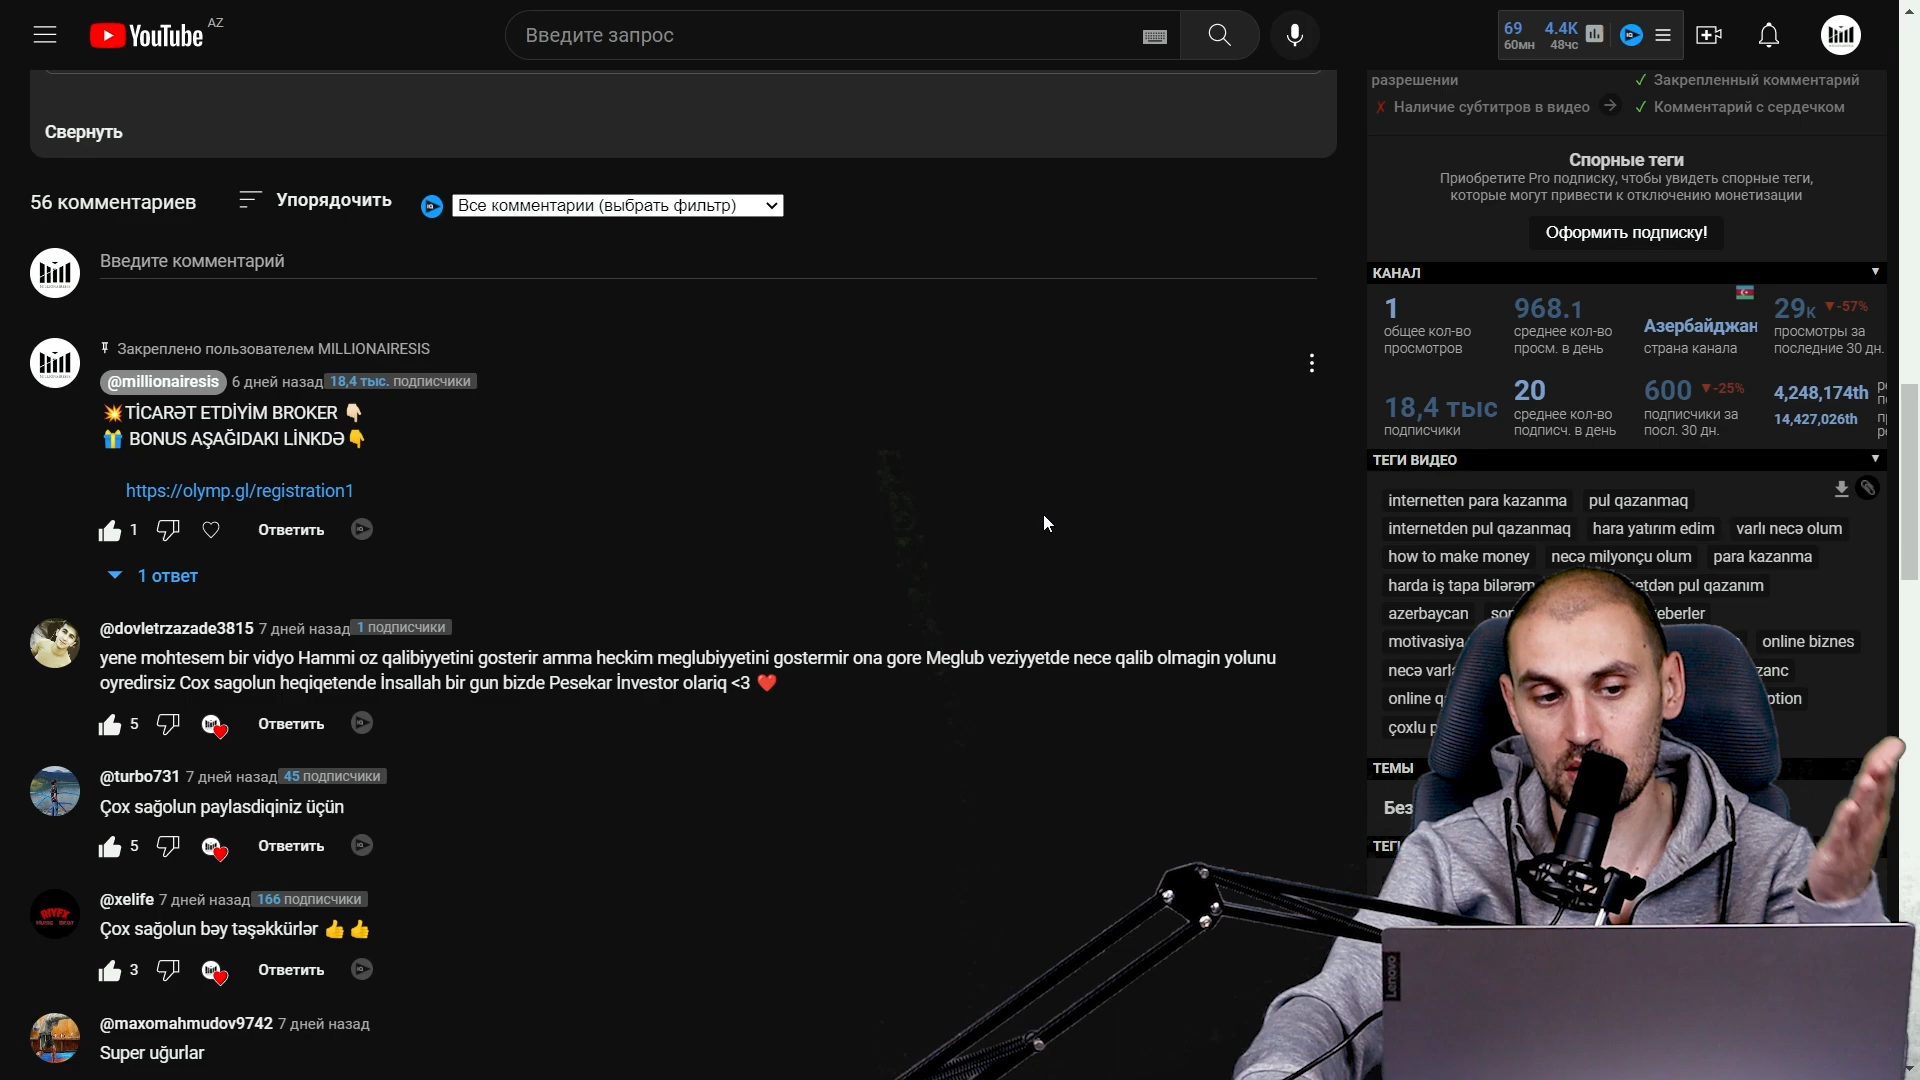 YouTube AZ
Введите запрос
69 4.4K
60мн 48чс
разрешении
✓ Закрепленный комментарий
✗ Наличие субтитров в видео
✓ Комментарий с сердечком
Свернуть
Спорные теги
Приобретите Pro подписку, чтобы увидеть спорные теги,
которые могут привести к отключению монетизации
Оформить подписку!
56 комментариев
Упорядочить
Все комментарии (выбрать фильтр)
Введите комментарий
Закреплено пользователем MILLIONAIRESIS
@millionairesis 6 дней назад 18,4 тыс. подписчики
💥TİCARƏT ETDİYİM BROKER 👇🏻
🎁 BONUS AŞAĞIDAKI LİNKDƏ👇
https://olymp.gl/registration1
1 Ответить
1 ответ
@dovletrzazade3815 7 дней назад 1 подписчики
yene mohtesem bir vidyo Hammi oz qalibiyyetini gosterir amma heckim meglubiyyetini gostermir ona gore Meglub veziyyetde nece qalib olmagin yolunu
oyredirsiz Cox sagolun heqiqetende İnsallah bir gun bizde Pesekar İnvestor olariq <3 ❤️
5 Ответить
@turbo731 7 дней назад 45 подписчики
Çox sağolun paylasdiqiniz üçün
5 Ответить
@xelife 7 дней назад 166 подписчики
Çox sağolun bəy təşəkkürlər 👍👍
3 Ответить
@maxomahmudov9742 7 дней назад
Super uğurlar
КАНАЛ
1 968.1 29к ▼-57%
общее кол-во просмотров
среднее кол-во просм. в день
Азербайджан
страна канала
просмотры за последние 30 дн.
18,4 тыс 20 600 ▼-25% 4,248,174th
14,427,026th
подписчики
среднее кол-во подписч. в день
подписчики за посл. 30 дн.
ТЕГИ ВИДЕО
internetten para kazanma pul qazanmaq
internetden pul qazanmaq hara yatırım edim varlı necə olum
how to make money necə milyonçu olum para kazanma
harda iş tapa bilərəm etdən pul qazanım
azerbaycan eberler
motivasiya online biznes
necə
online
ТЕМЫ
Lenovo